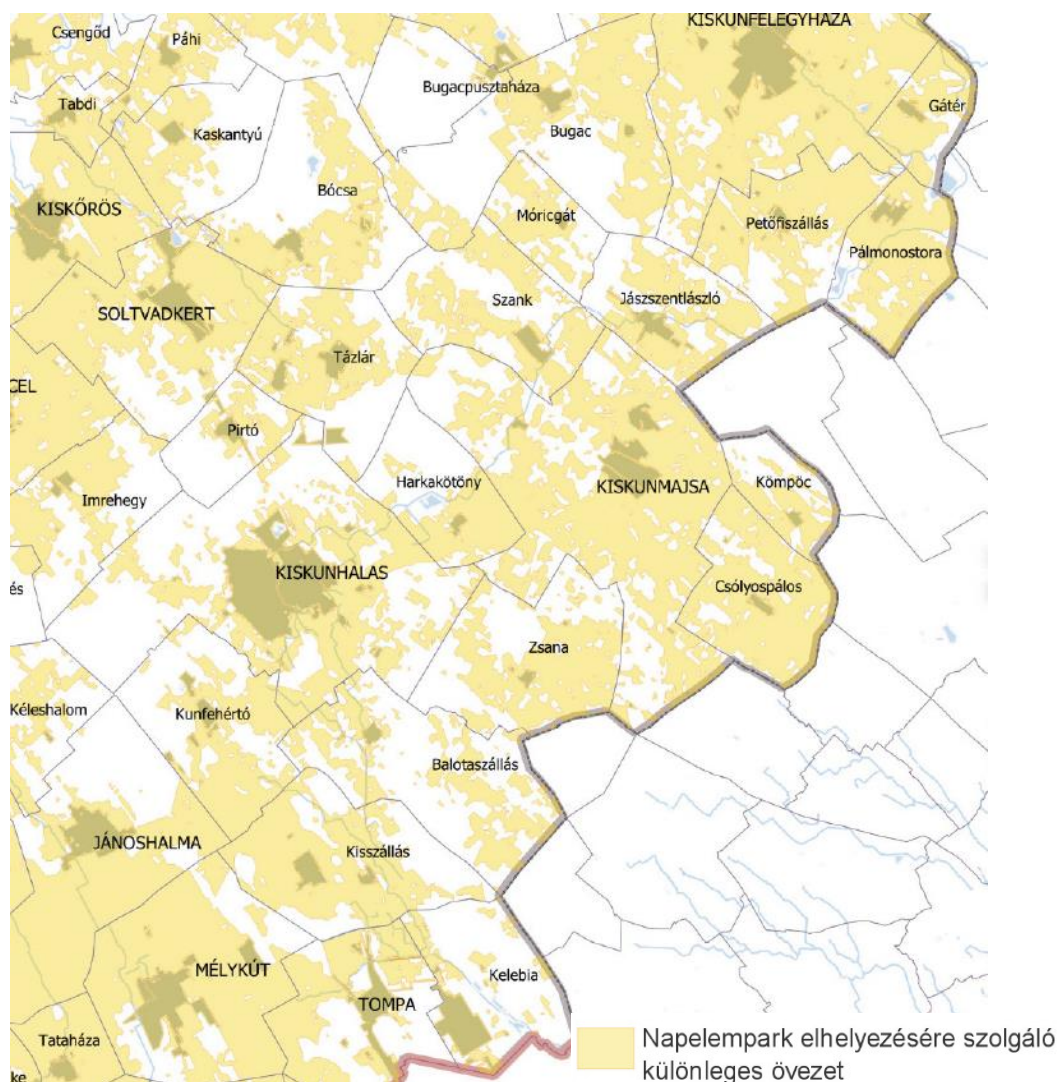 KISKUNFÉLEGYHÁZA
Csengőd
Páhi
Bugacpusztaháza
Tabdi
Gátér
Kaskantyú
Bugac
Bócsa
KISKŐRÖS
Móricgát
Petőfiszállás
Pálmonostora
Szank
Jászszentlászló
SOLTVADKERT
Tázlár
CEL
Pirtó
Harkakötöny
KISKUNMAJSA
Kömpöc
Imrehegy
KISKUNHALAS
és
Csólyospálos
Zsana
Kéleshalom
Kunfehértó
Balotaszállás
JÁNOSHALMA
Kisszállás
MÉLYKÚT
Kelebia
TOMPA
Tataháza
ke
Napelempark elhelyezésére szolgáló
különleges övezet